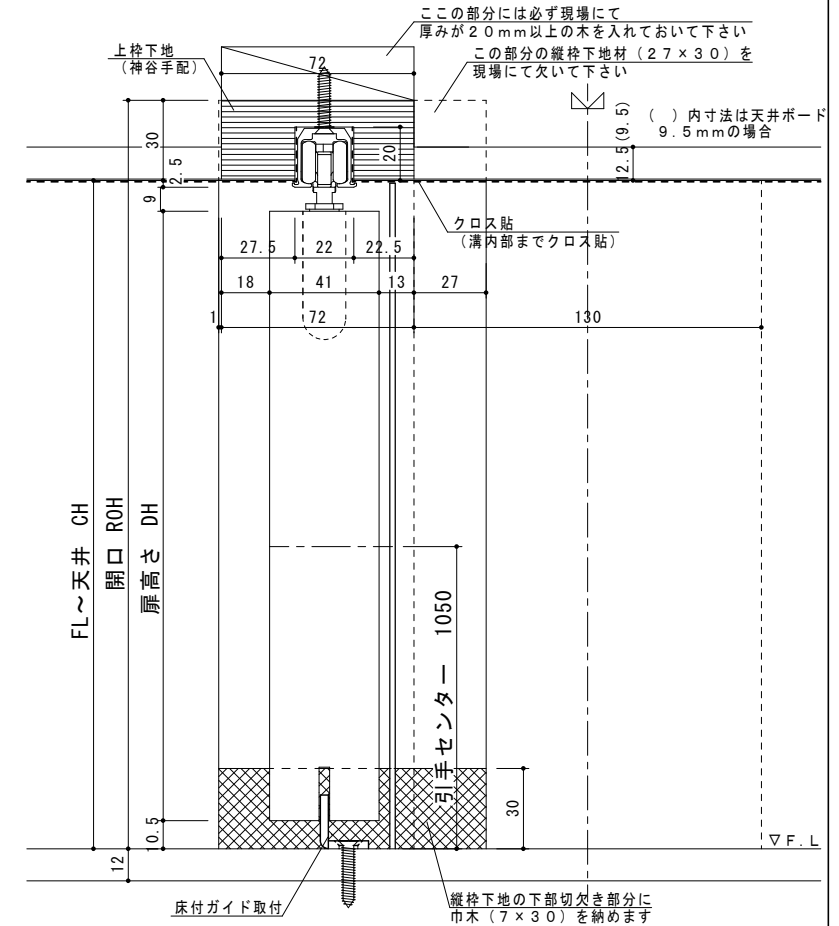 ここの部分には必ず現場にて
厚みが20mm以上の木を入れておいて下さい
上枠下地
(神谷手配)
72
この部分の縦枠下地材(27×30)を
現場にて欠いて下さい
( )内寸法は天井ボード
9.5mmの場合
30
20
12.5(9.5)
2.5
9
クロス貼
(溝内部までクロス貼)
27.5
22
22.5
18
41
13
27
1
72
130
FL~天井 CH
開口 ROH
扉高さ DH
引手センター 1050
30
10.5
12
▽F.L
床付ガイド取付
縦枠下地の下部切欠き部分に
巾木(7×30)を納めます